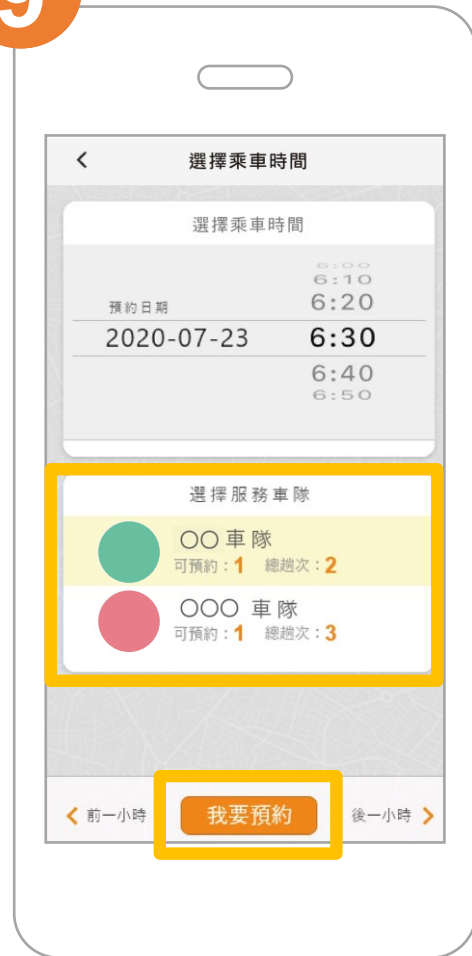 9
選擇乘車時間
選擇乘車時間
6:00
6:10
預約日期 6:20
2020-07-23 6:30
6:40
6:50
選擇服務車隊
〇〇車隊
可預約：1 總趟次：2
〇〇〇 車隊
可預約：1 總趟次：3
前一小時 我要預約 後一小時